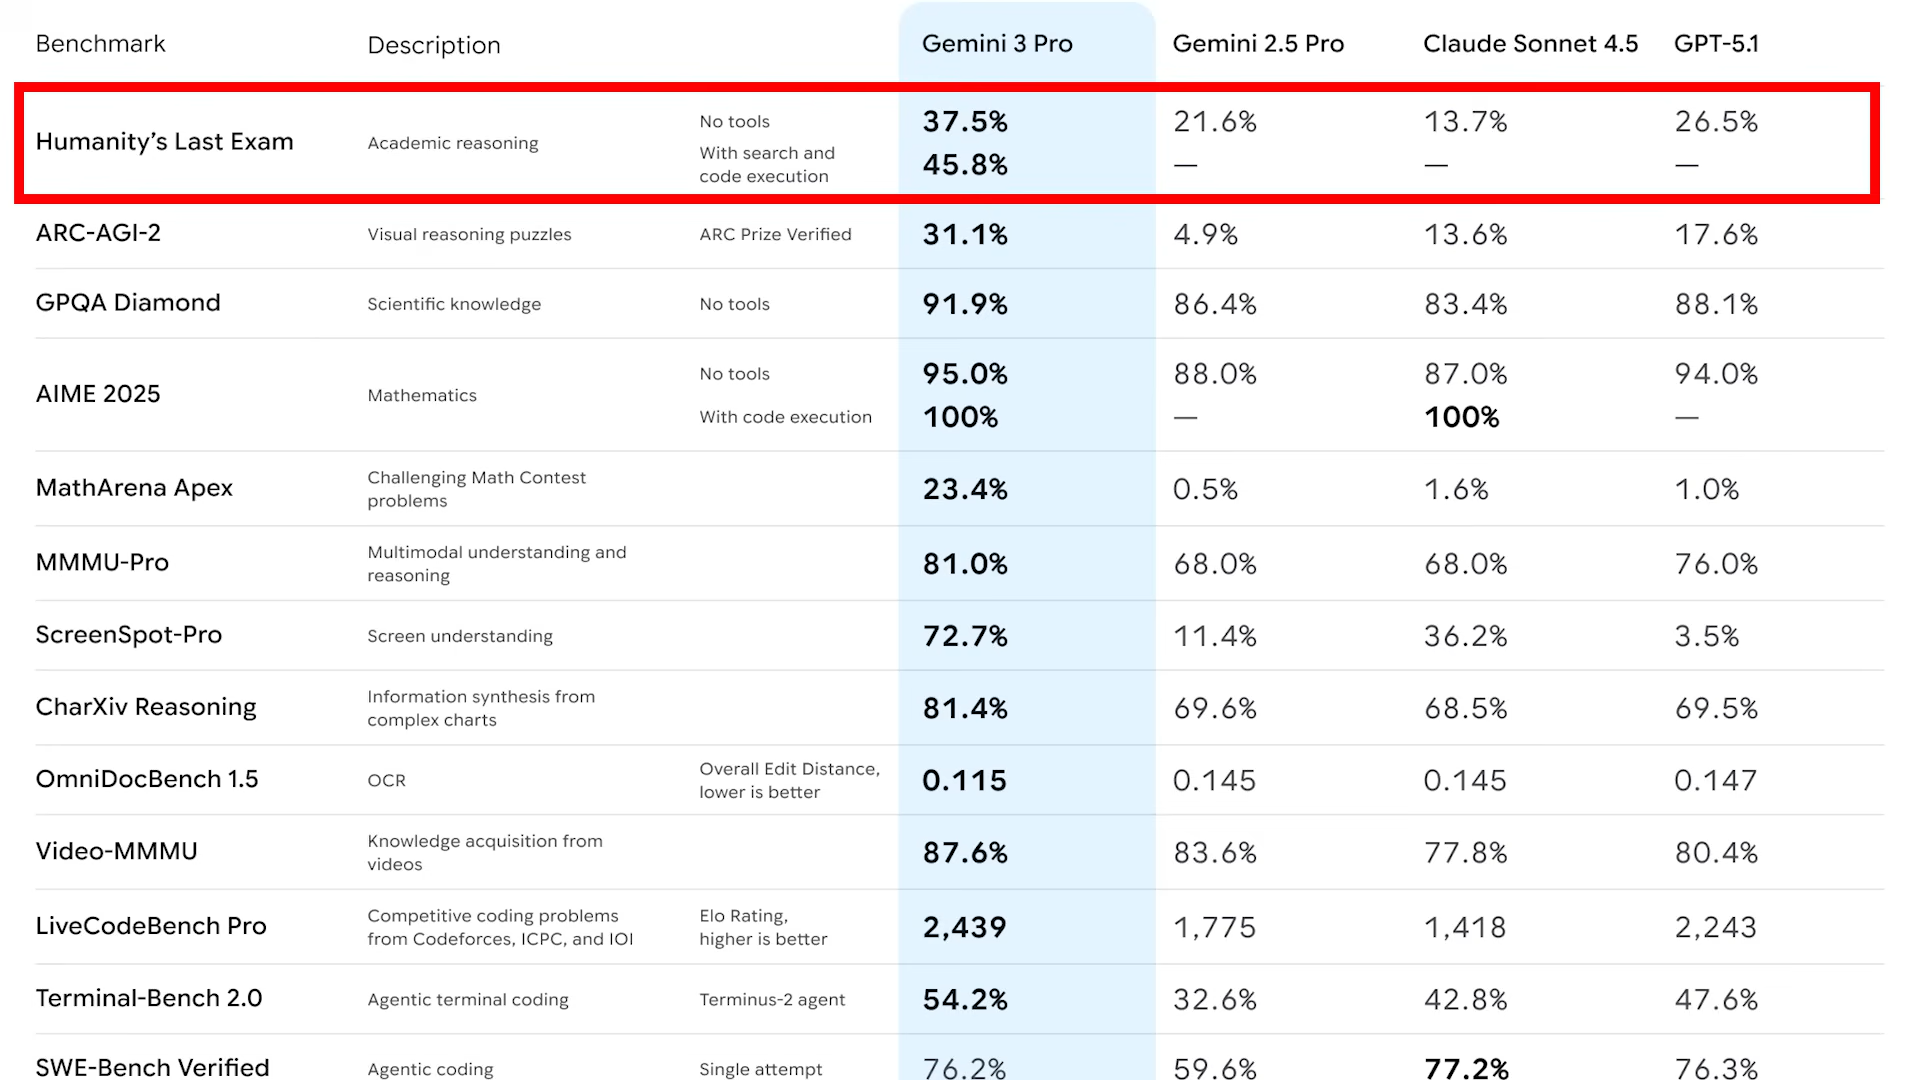 Benchmark Description Gemini 3 Pro Gemini 2.5 Pro Claude Sonnet 4.5 GPT-5.1
Humanity’s Last Exam Academic reasoning No tools 37.5% 21.6% 13.7% 26.5%
With search and
code execution 45.8% — — —
ARC-AGI-2 Visual reasoning puzzles ARC Prize Verified 31.1% 4.9% 13.6% 17.6%
GPQA Diamond Scientific knowledge No tools 91.9% 86.4% 83.4% 88.1%
AIME 2025 Mathematics No tools 95.0% 88.0% 87.0% 94.0%
With code execution 100% — 100% —
MathArena Apex Challenging Math Contest
problems 23.4% 0.5% 1.6% 1.0%
MMMU-Pro Multimodal understanding and
reasoning 81.0% 68.0% 68.0% 76.0%
ScreenSpot-Pro Screen understanding 72.7% 11.4% 36.2% 3.5%
CharXiv Reasoning Information synthesis from
complex charts 81.4% 69.6% 68.5% 69.5%
OmniDocBench 1.5 OCR Overall Edit Distance,
lower is better 0.115 0.145 0.145 0.147
Video-MMMU Knowledge acquisition from
videos 87.6% 83.6% 77.8% 80.4%
LiveCodeBench Pro Competitive coding problems
from Codeforces, ICPC, and IOI Elo Rating,
higher is better 2,439 1,775 1,418 2,243
Terminal-Bench 2.0 Agentic terminal coding Terminus-2 agent 54.2% 32.6% 42.8% 47.6%
SWE-Bench Verified Agentic coding Single attempt 76.2% 59.6% 77.2% 76.3%